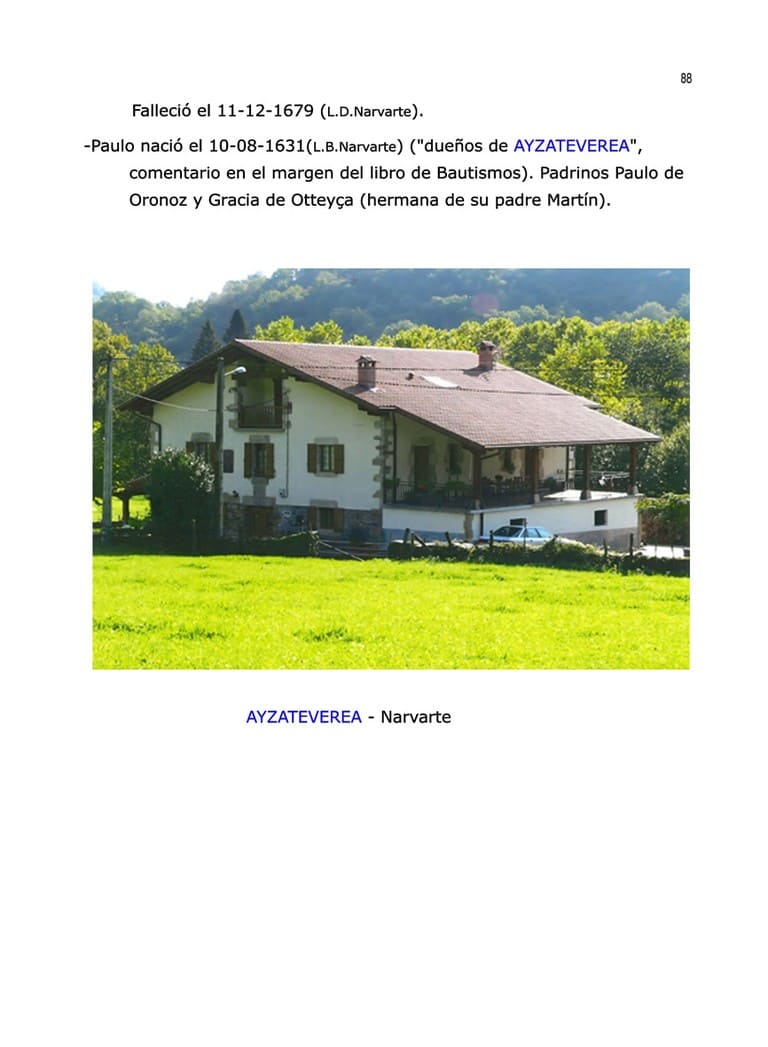 88
Falleció el 11-12-1679 (L.D.Narvarte).
-Paulo nació el 10-08-1631(L.B.Narvarte) ("dueños de AYZATEVEREA",
comentario en el margen del libro de Bautismos). Padrinos Paulo de
Oronoz y Gracia de Otteyça (hermana de su padre Martín).
AYZATEVEREA - Narvarte